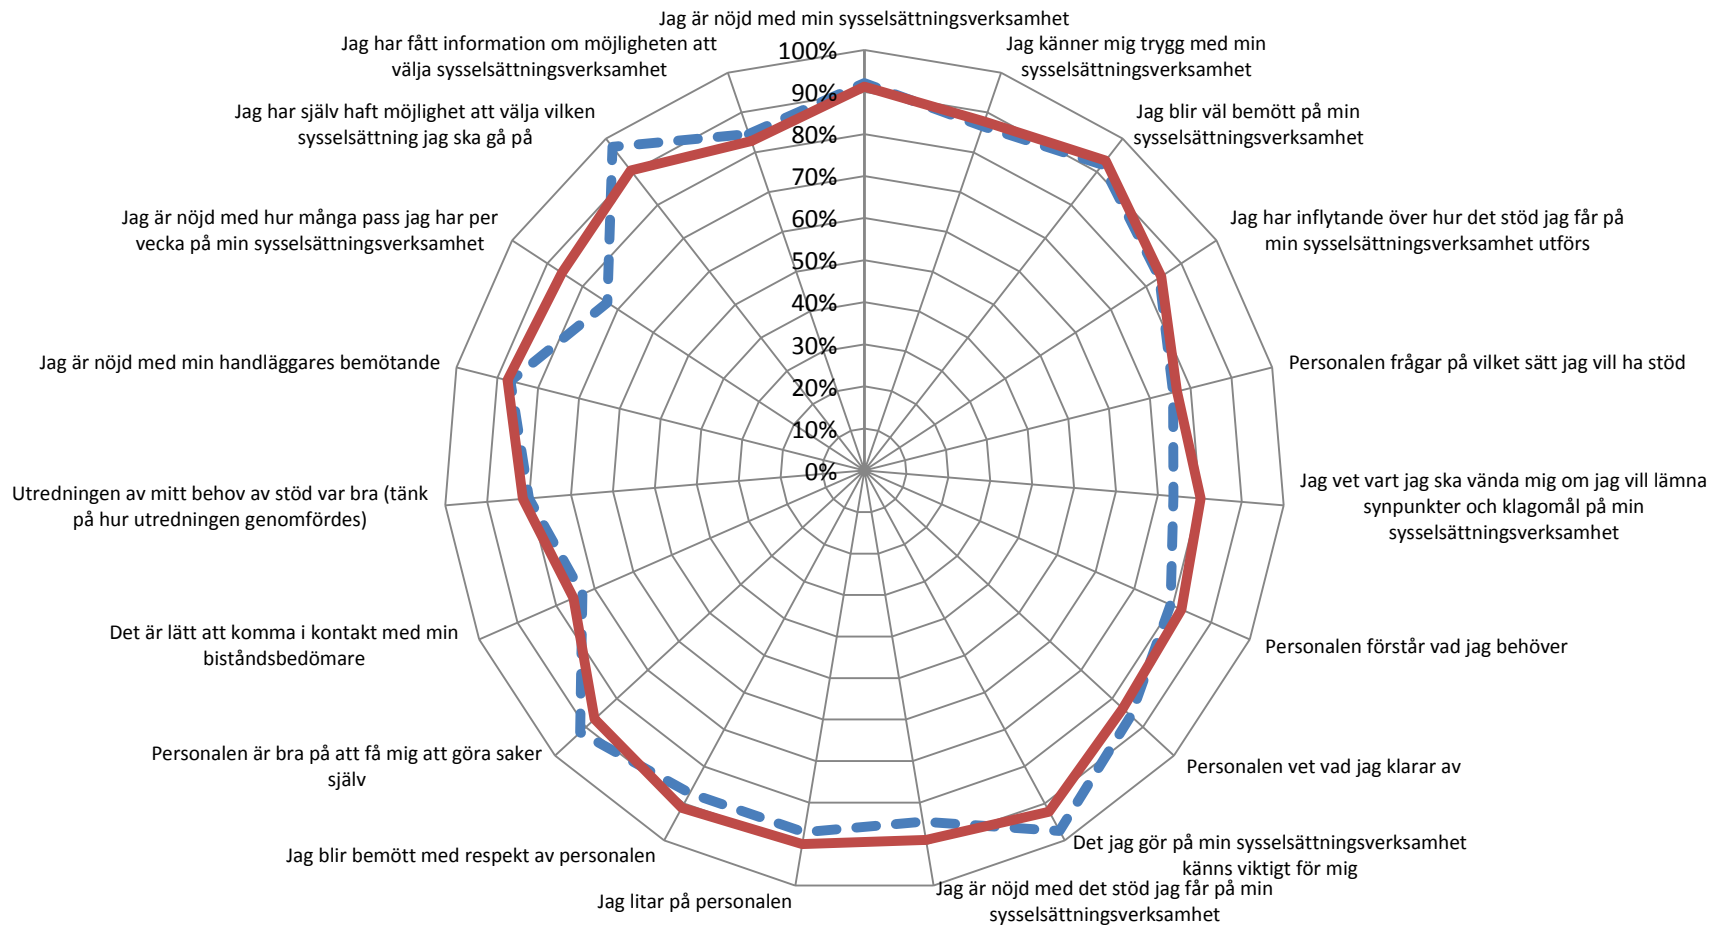 Jag är nöjd med min sysselsättningsverksamhet
Jag känner mig trygg med min
sysselsättningsverksamhet
Jag blir väl bemött på min
sysselsättningsverksamhet
Jag har inflytande över hur det stöd jag får på
min sysselsättningsverksamhet utförs
Personalen frågar på vilket sätt jag vill ha stöd
Jag vet vart jag ska vända mig om jag vill lämna
synpunkter och klagomål på min
sysselsättningsverksamhet
Personalen förstår vad jag behöver
Personalen vet vad jag klarar av
Det jag gör på min sysselsättningsverksamhet
känns viktigt för mig
Jag är nöjd med det stöd jag får på min
sysselsättningsverksamhet
Jag litar på personalen
Jag blir bemött med respekt av personalen
Personalen är bra på att få mig att göra saker
själv
Det är lätt att komma i kontakt med min
biståndsbedömare
Utredningen av mitt behov av stöd var bra (tänk
på hur utredningen genomfördes)
Jag är nöjd med min handläggares bemötande
Jag är nöjd med hur många pass jag har per
vecka på min sysselsättningsverksamhet
Jag har själv haft möjlighet att välja vilken
sysselsättning jag ska gå på
Jag har fått information om möjligheten att
välja sysselsättningsverksamhet
100%
90%
80%
70%
60%
50%
40%
30%
20%
10%
0%